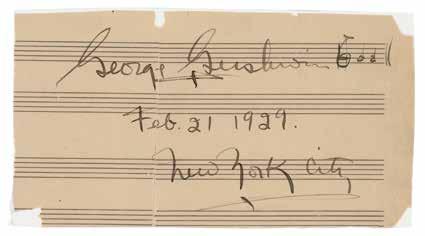 George Gershwin
Feb. 21 1929.
New York City